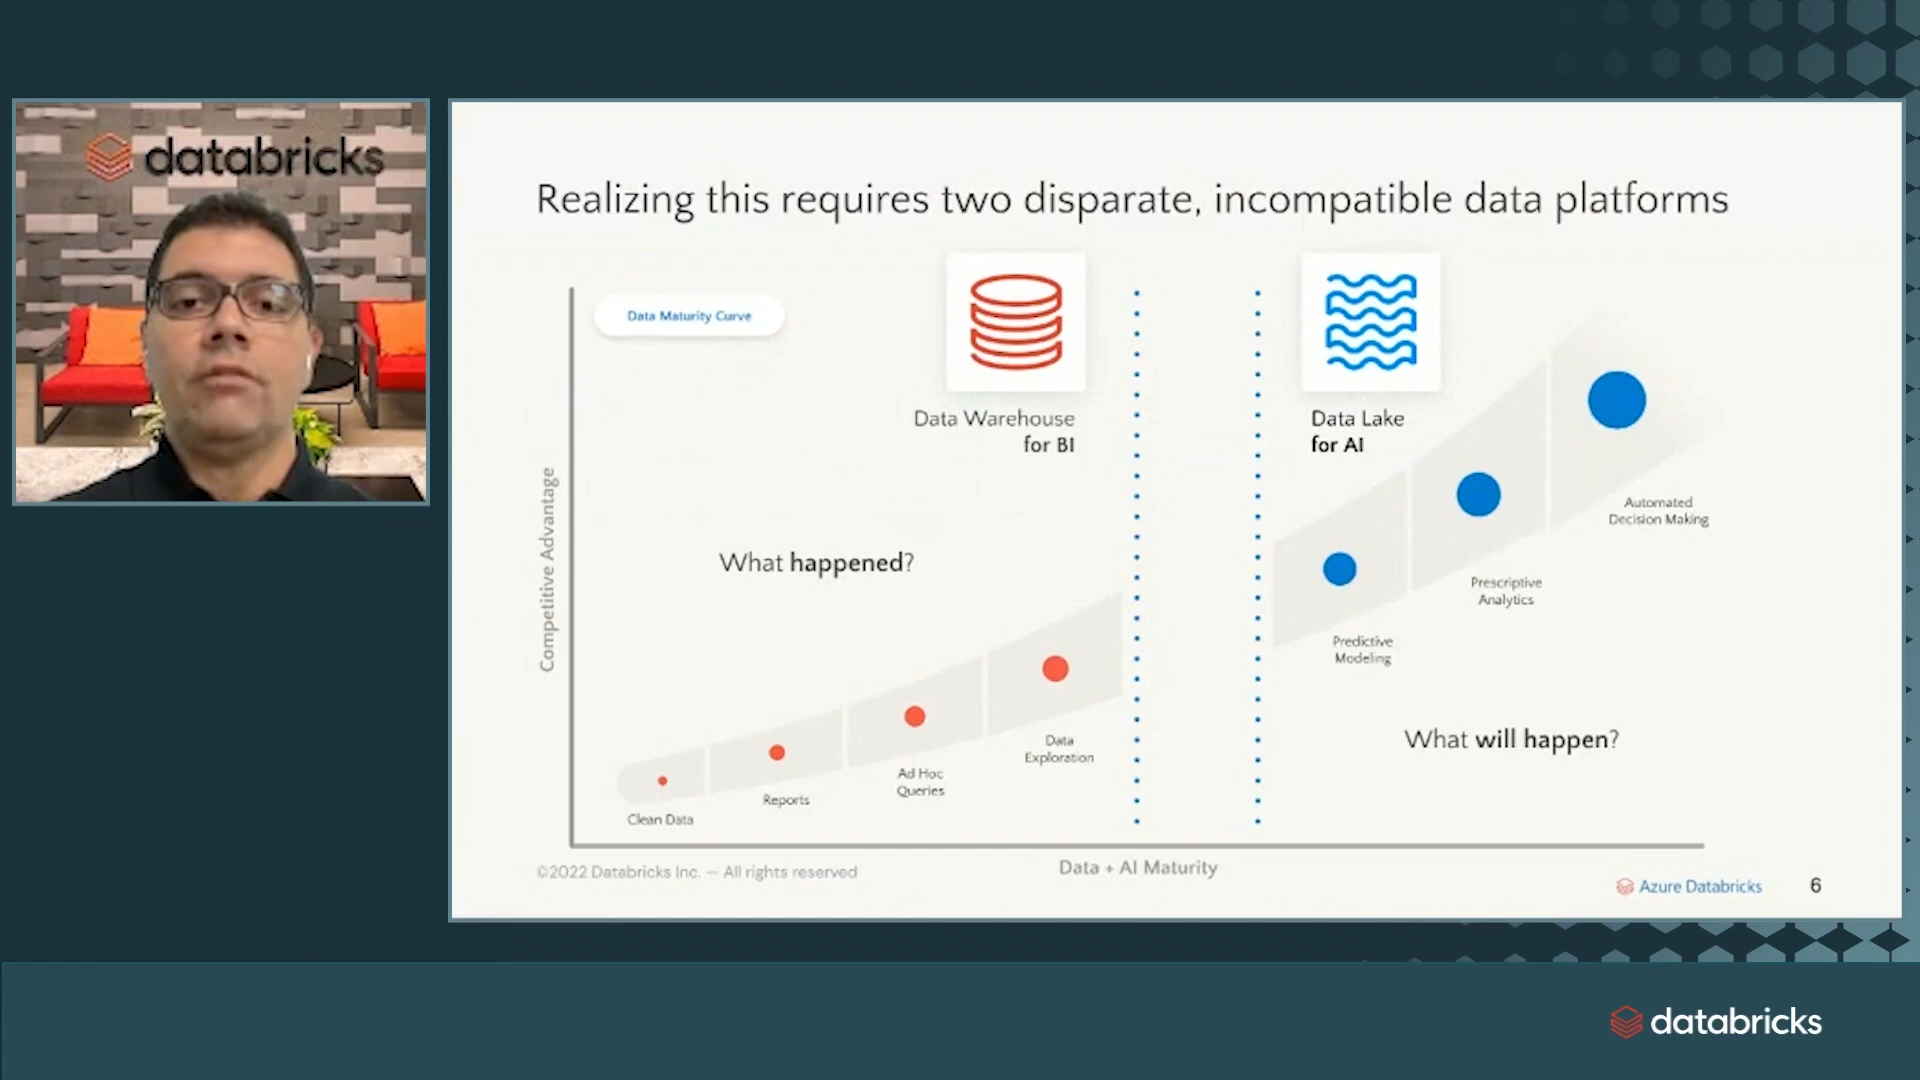 databricks
Realizing this requires two disparate, incompatible data platforms
Data Maturity Curve
Data Warehouse
for BI
Data Lake
for AI
Competitive Advantage
What happened?
What will happen?
Clean Data
Reports
Ad Hoc
Queries
Data
Exploration
Predictive
Modeling
Prescriptive
Analytics
Automated
Decision Making
Data + AI Maturity
©2022 Databricks Inc. — All rights reserved
Azure Databricks
6
databricks